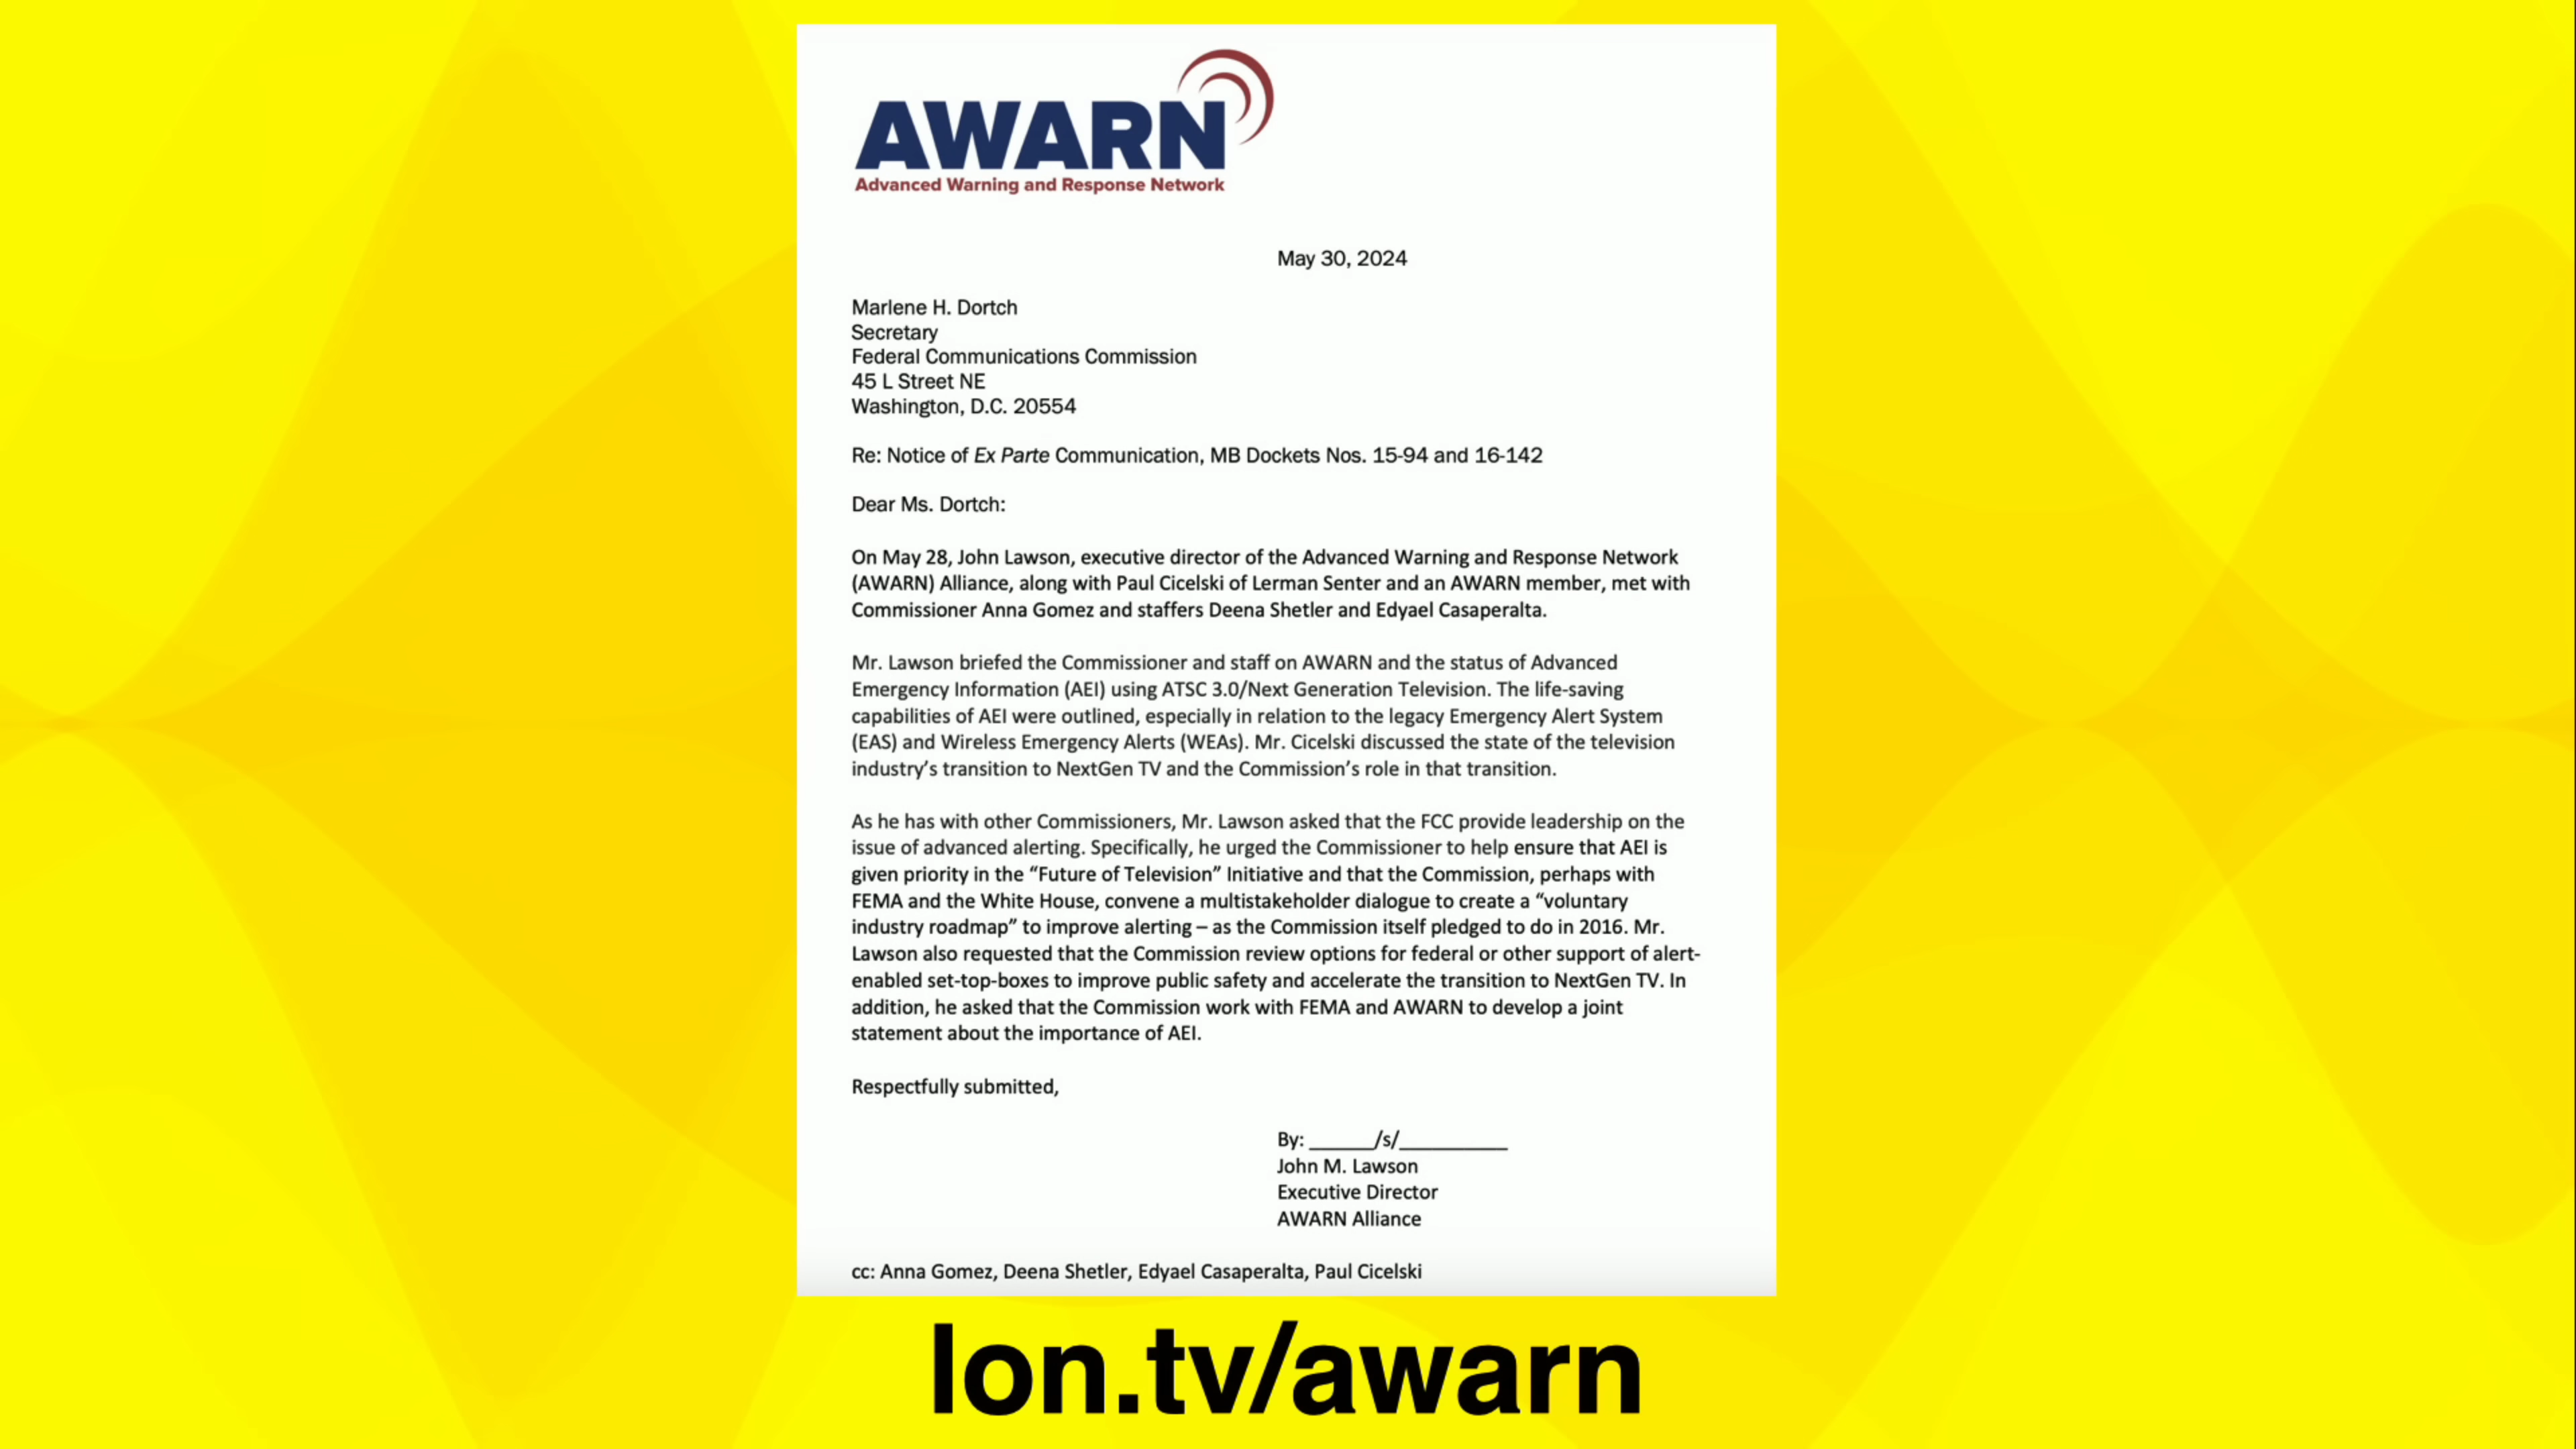 AWARN
Advanced Warning and Response Network
May 30, 2024
Marlene H. Dortch
Secretary
Federal Communications Commission
45 L Street NE
Washington, D.C. 20554
Re: Notice of Ex Parte Communication, MB Dockets Nos. 15-94 and 16-142
Dear Ms. Dortch:
On May 28, John Lawson, executive director of the Advanced Warning and Response Network
(AWARN) Alliance, along with Paul Cicelski of Lerman Senter and an AWARN member, met with
Commissioner Anna Gomez and staffers Deena Shetler and Edyael Casaperalta.
Mr. Lawson briefed the Commissioner and staff on AWARN and the status of Advanced
Emergency Information (AEI) using ATSC 3.0/Next Generation Television. The life-saving
capabilities of AEI were outlined, especially in relation to the legacy Emergency Alert System
(EAS) and Wireless Emergency Alerts (WEAs). Mr. Cicelski discussed the state of the television
industry’s transition to NextGen TV and the Commission’s role in that transition.
As he has with other Commissioners, Mr. Lawson asked that the FCC provide leadership on the
issue of advanced alerting. Specifically, he urged the Commissioner to help ensure that AEI is
given priority in the “Future of Television” Initiative and that the Commission, perhaps with
FEMA and the White House, convene a multistakeholder dialogue to create a “voluntary
industry roadmap” to improve alerting – as the Commission itself pledged to do in 2016. Mr.
Lawson also requested that the Commission review options for federal or other support of alert-
enabled set-top-boxes to improve public safety and accelerate the transition to NextGen TV. In
addition, he asked that the Commission work with FEMA and AWARN to develop a joint
statement about the importance of AEI.
Respectfully submitted,
By: ______/s/__________
John M. Lawson
Executive Director
AWARN Alliance
cc: Anna Gomez, Deena Shetler, Edyael Casaperalta, Paul Cicelski
lon.tv/awarn